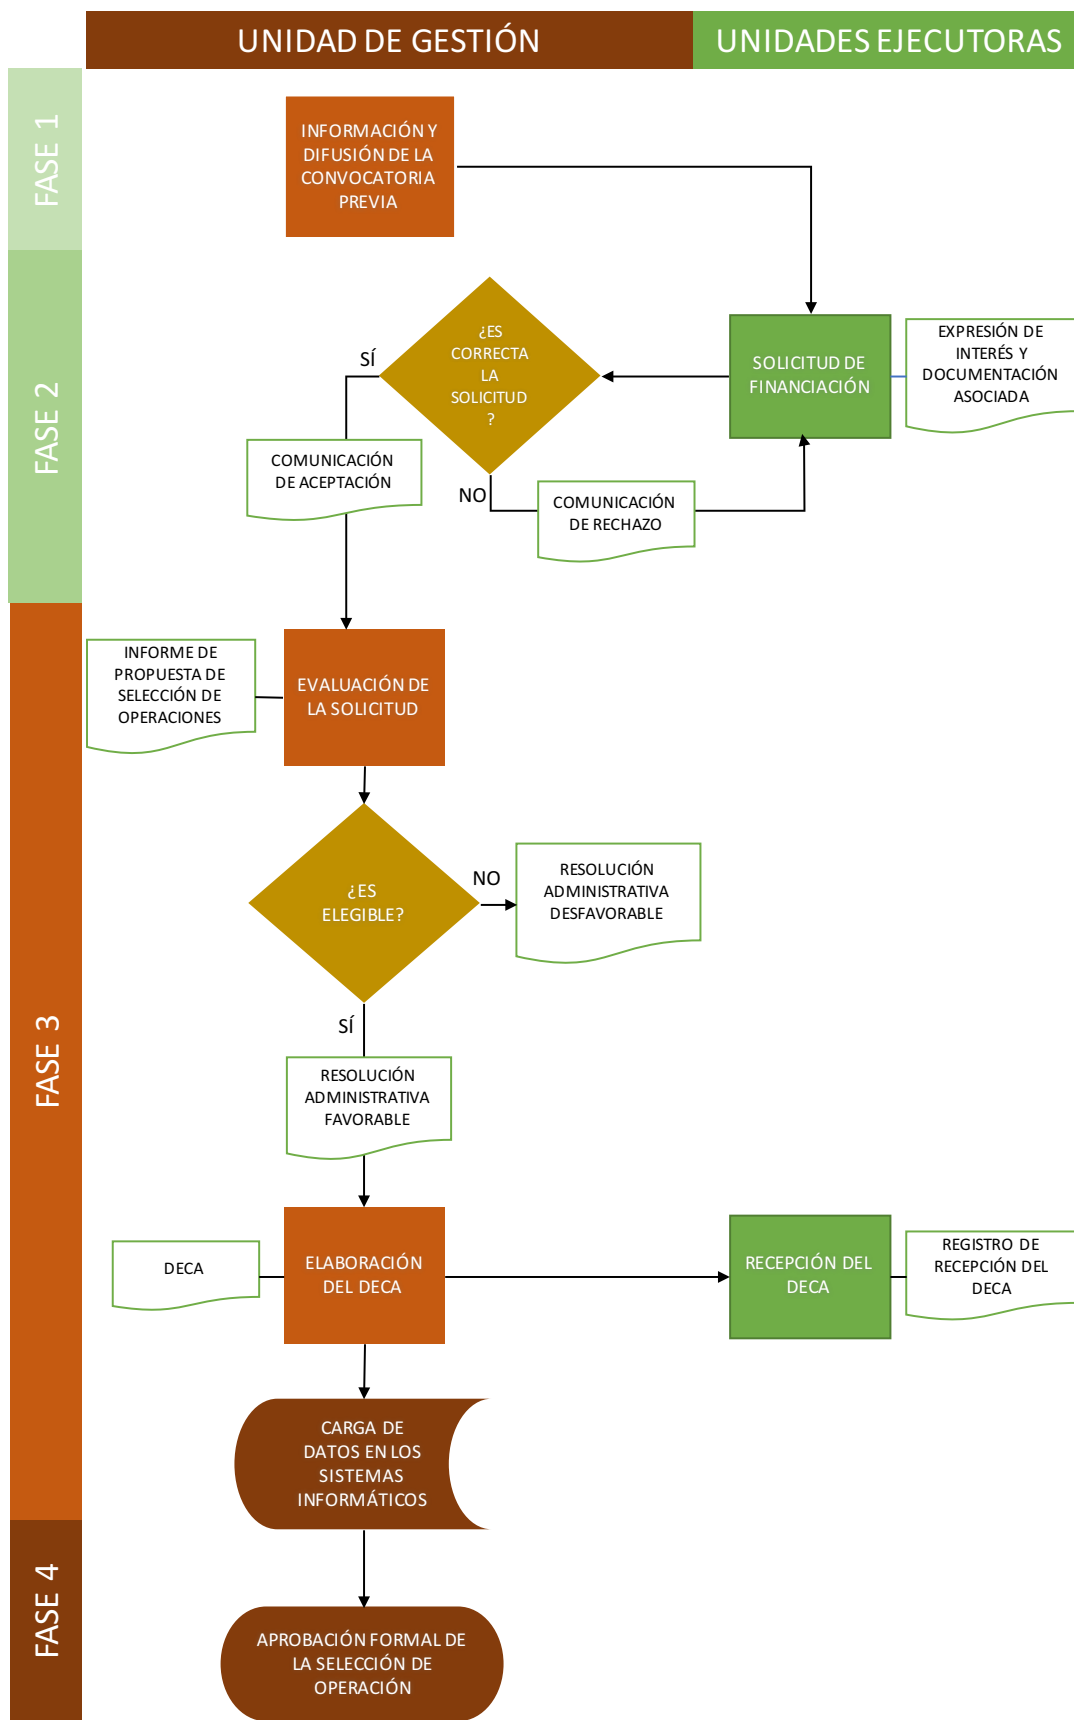 UNIDAD DE GESTIÓN
UNIDADES EJECUTORAS
FASE 1
INFORMACIÓN Y
DIFUSIÓN DE LA
CONVOCATORIA
PREVIA
FASE 2
¿ES
CORRECTA
LA
SOLICITUD
?
SÍ
NO
SOLICITUD DE
FINANCIACIÓN
EXPRESIÓN DE
INTERÉS Y
DOCUMENTACIÓN
ASOCIADA
COMUNICACIÓN
DE ACEPTACIÓN
COMUNICACIÓN
DE RECHAZO
FASE 3
INFORME DE
PROPUESTA DE
SELECCIÓN DE
OPERACIONES
EVALUACIÓN DE
LA SOLICITUD
¿ES
ELEGIBLE?
NO
RESOLUCIÓN
ADMINISTRATIVA
DESFAVORABLE
SÍ
RESOLUCIÓN
ADMINISTRATIVA
FAVORABLE
DECA
ELABORACIÓN
DEL DECA
RECEPCIÓN DEL
DECA
REGISTRO DE
RECEPCIÓN DEL
DECA
CARGA DE
DATOS EN LOS
SISTEMAS
INFORMÁTICOS
FASE 4
APROBACIÓN FORMAL DE
LA SELECCIÓN DE
OPERACIÓN